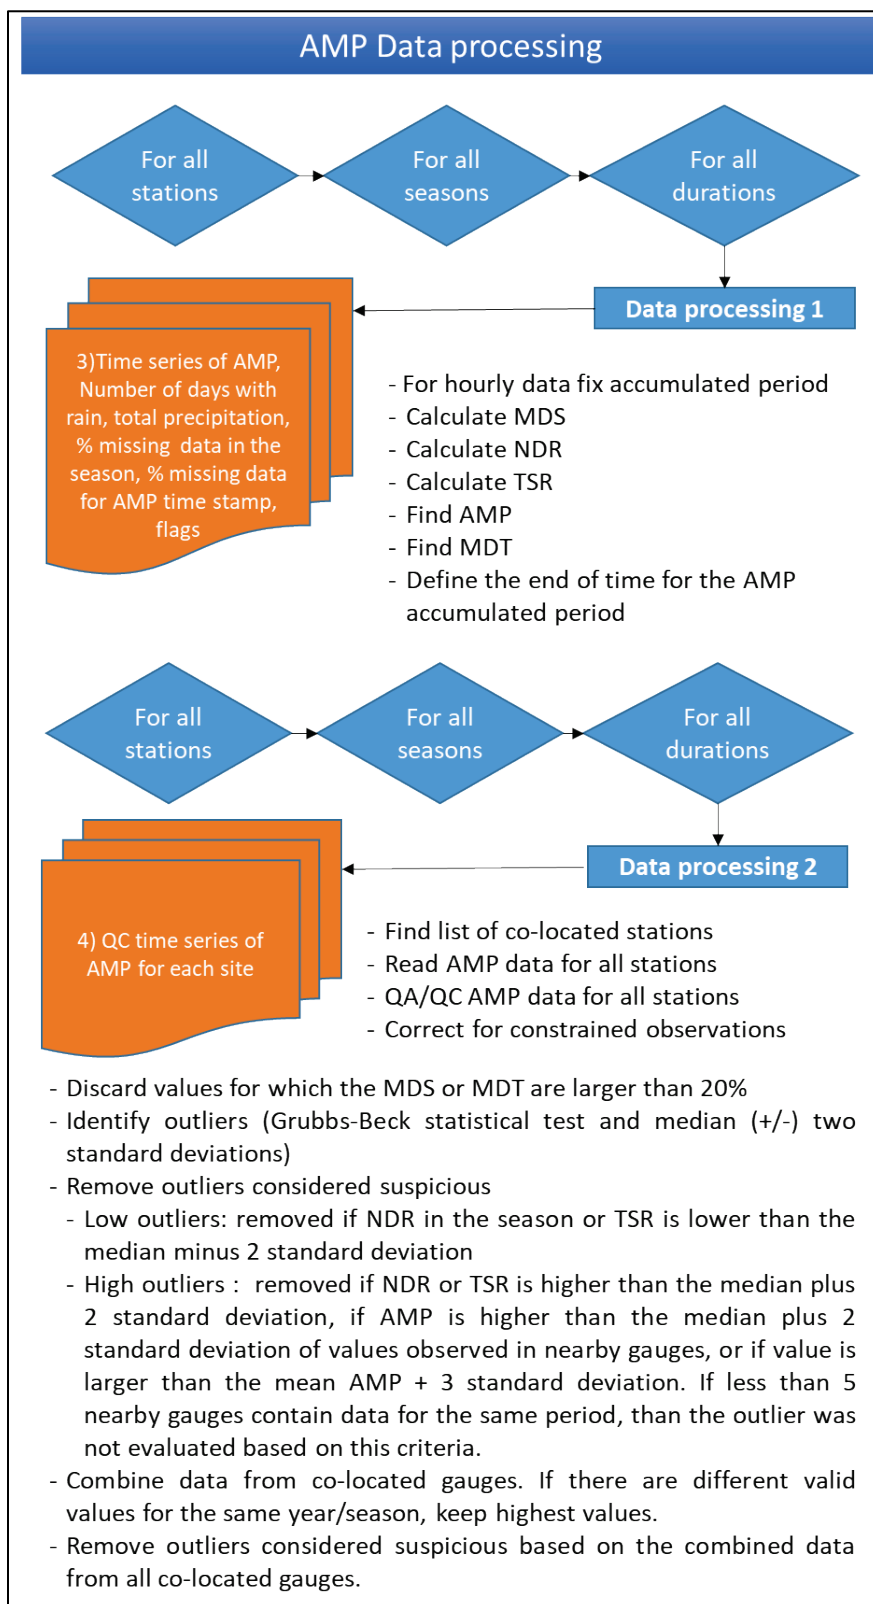 AMP Data processing
For all
stations
For all
seasons
For all
durations
Data processing 1
3)Time series of AMP,
Number of days with
rain, total precipitation,
% missing data in the
season, % missing data
for AMP time stamp,
flags
- For hourly data fix accumulated period
- Calculate MDS
- Calculate NDR
- Calculate TSR
- Find AMP
- Find MDT
- Define the end of time for the AMP
accumulated period
For all
stations
For all
seasons
For all
durations
Data processing 2
4) QC time series of
AMP for each site
- Find list of co-located stations
- Read AMP data for all stations
- QA/QC AMP data for all stations
- Correct for constrained observations
- Discard values for which the MDS or MDT are larger than 20%
- Identify outliers (Grubbs-Beck statistical test and median (+/-) two
standard deviations)
- Remove outliers considered suspicious
- Low outliers: removed if NDR in the season or TSR is lower than the
median minus 2 standard deviation
- High outliers : removed if NDR or TSR is higher than the median plus
2 standard deviation, if AMP is higher than the median plus 2
standard deviation of values observed in nearby gauges, or if value is
larger than the mean AMP + 3 standard deviation. If less than 5
nearby gauges contain data for the same period, than the outlier was
not evaluated based on this criteria.
- Combine data from co-located gauges. If there are different valid
values for the same year/season, keep highest values.
- Remove outliers considered suspicious based on the combined data
from all co-located gauges.